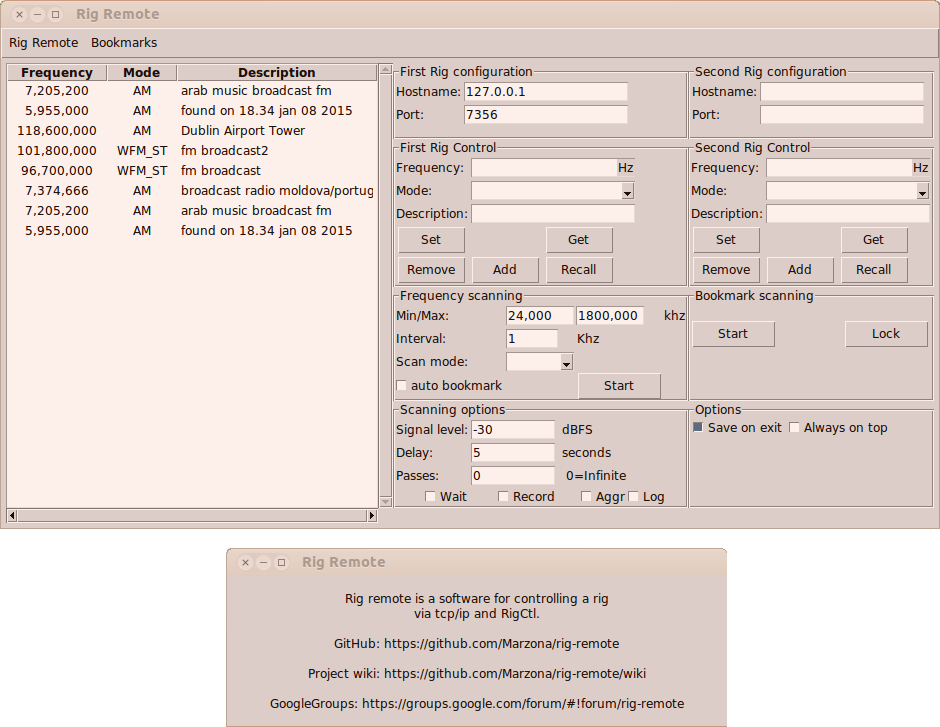 Rig Remote
Rig Remote Bookmarks
Frequency Mode Description
7,205,200 AM arab music broadcast fm
5,955,000 AM found on 18.34 jan 08 2015
118,600,000 AM Dublin Airport Tower
101,800,000 WFM_ST fm broadcast2
96,700,000 WFM_ST fm broadcast
7,374,666 AM broadcast radio moldova/portug
7,205,200 AM arab music broadcast fm
5,955,000 AM found on 18.34 jan 08 2015
First Rig configuration
Hostname: 127.0.0.1
Port: 7356
Second Rig configuration
Hostname:
Port:
First Rig Control
Frequency: Hz
Mode:
Description:
Set Get
Remove Add Recall
Second Rig Control
Frequency: Hz
Mode:
Description:
Set Get
Remove Add Recall
Frequency scanning
Min/Max: 24,000 1800,000 khz
Interval: 1 Khz
Scan mode:
auto bookmark Start
Bookmark scanning
Start Lock
Scanning options
Signal level: -30 dBFS
Delay: 5 seconds
Passes: 0 0=Infinite
Wait Record Aggr Log
Options
Save on exit Always on top
Rig Remote
Rig remote is a software for controlling a rig
via tcp/ip and RigCtl.
GitHub: https://github.com/Marzona/rig-remote
Project wiki: https://github.com/Marzona/rig-remote/wiki
GoogleGroups: https://groups.google.com/forum/#!forum/rig-remote